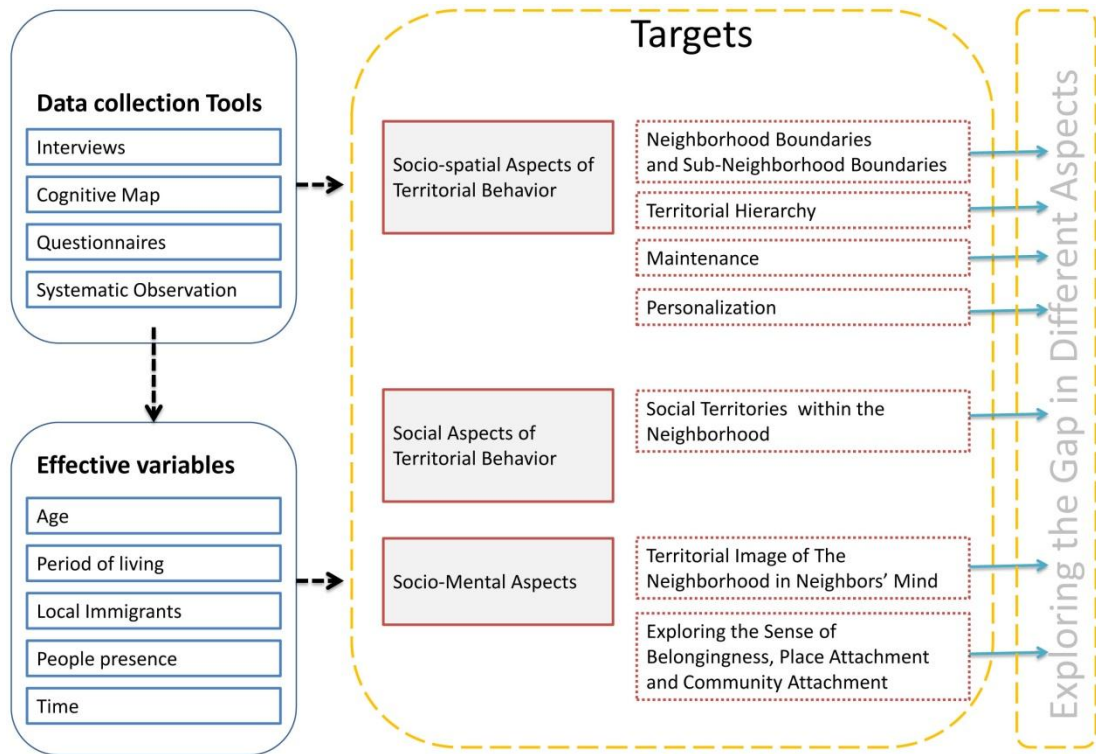 Data collection Tools
Interviews
Cognitive Map
Questionnaires
Systematic Observation
Effective variables
Age
Period of living
Local Immigrants
People presence
Time
Targets
Socio-spatial Aspects of
Territorial Behavior
Neighborhood Boundaries
and Sub-Neighborhood Boundaries
Territorial Hierarchy
Maintenance
Personalization
Social Aspects of
Territorial Behavior
Social Territories within the
Neighborhood
Socio-Mental Aspects
Territorial Image of The
Neighborhood in Neighbors’ Mind
Exploring the Sense of
Belongingness, Place Attachment
and Community Attachment
Exploring the Gap in Different Aspects